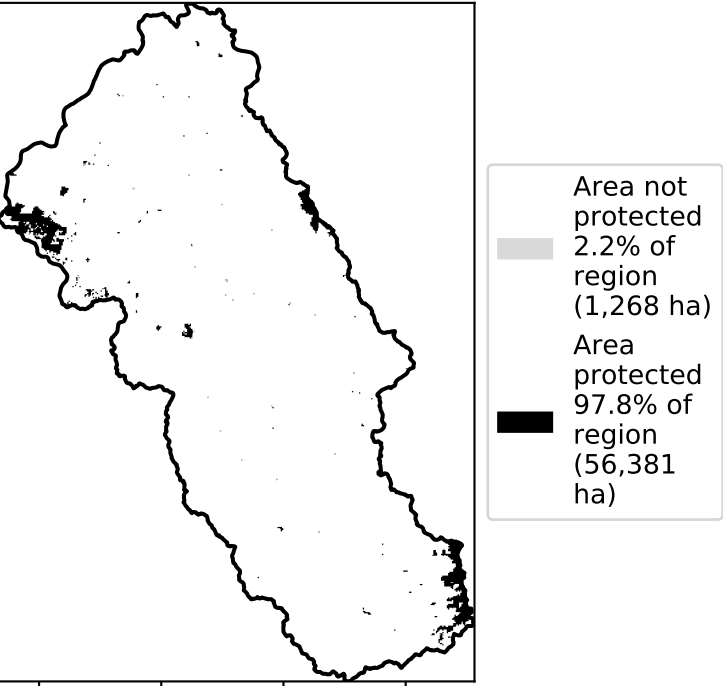 Area not
protected
2.2% of
region
(1,268 ha)
Area
protected
97.8% of
region
(56,381
ha)